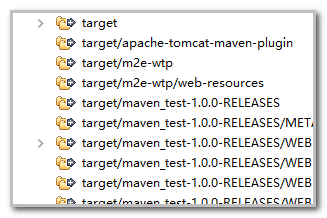 target
target/apache-tomcat-maven-plugin
target/m2e-wtp
target/m2e-wtp/web-resources
target/maven_test-1.0.0-RELEASES
target/maven_test-1.0.0-RELEASES/META
target/maven_test-1.0.0-RELEASES/WEB
target/maven_test-1.0.0-RELEASES/WEB
target/maven_test-1.0.0-RELEASES/WEB
target/maven_test-1.0.0-RELEASES/WEB